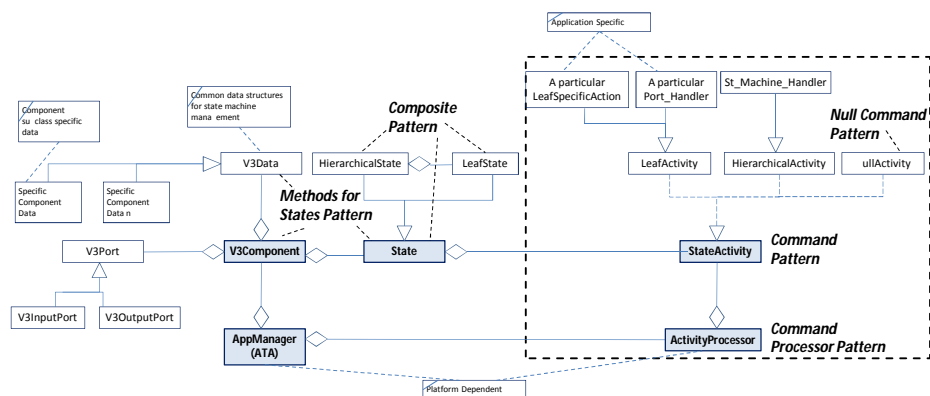 Application Specific
Component
su class specific
data
Common data structures
for state machine
mana ement
Composite
Pattern
A particular
LeafSpecificAction
A particular
Port_Handler
St_Machine_Handler
Null Command
Pattern
V3Data
HierarchicalState
LeafState
LeafActivity
HierarchicalActivity
ullActivity
Specific
Component
Data
Specific
Component
Data n
Methods for
States Pattern
V3Port
V3Component
State
StateActivity
Command
Pattern
V3InputPort
V3OutputPort
AppManager
(ATA)
ActivityProcessor
Command
Processor Pattern
Platform Dependent